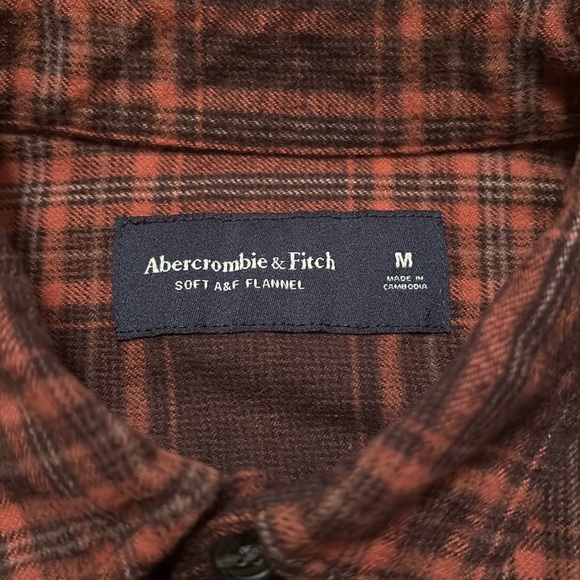 Abercrombie & Fitch
SOFT A&F FLANNEL
M
MADE IN
CAMBODIA